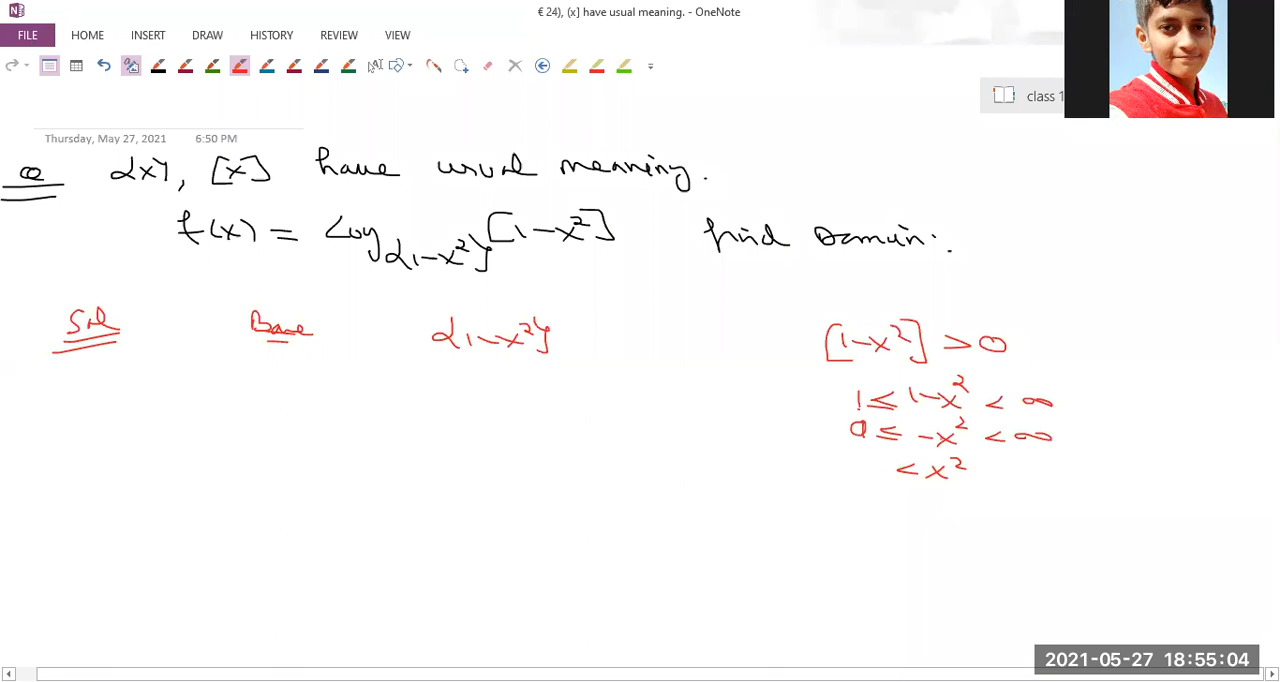 € 24), (x] have usual meaning. - OneNote
FILE HOME INSERT DRAW HISTORY REVIEW VIEW
class 1
Thursday, May 27, 2021 6:50 PM
Q {x}, [x] have usual meaning.
f(x) = log{1-x²} [1-x²] find Domain.
Sol Base {1-x²} [1-x²] > 0
1 ≤ 1-x² < ∞
0 ≤ -x² < ∞
< x²
2021-05-27 18:55:04